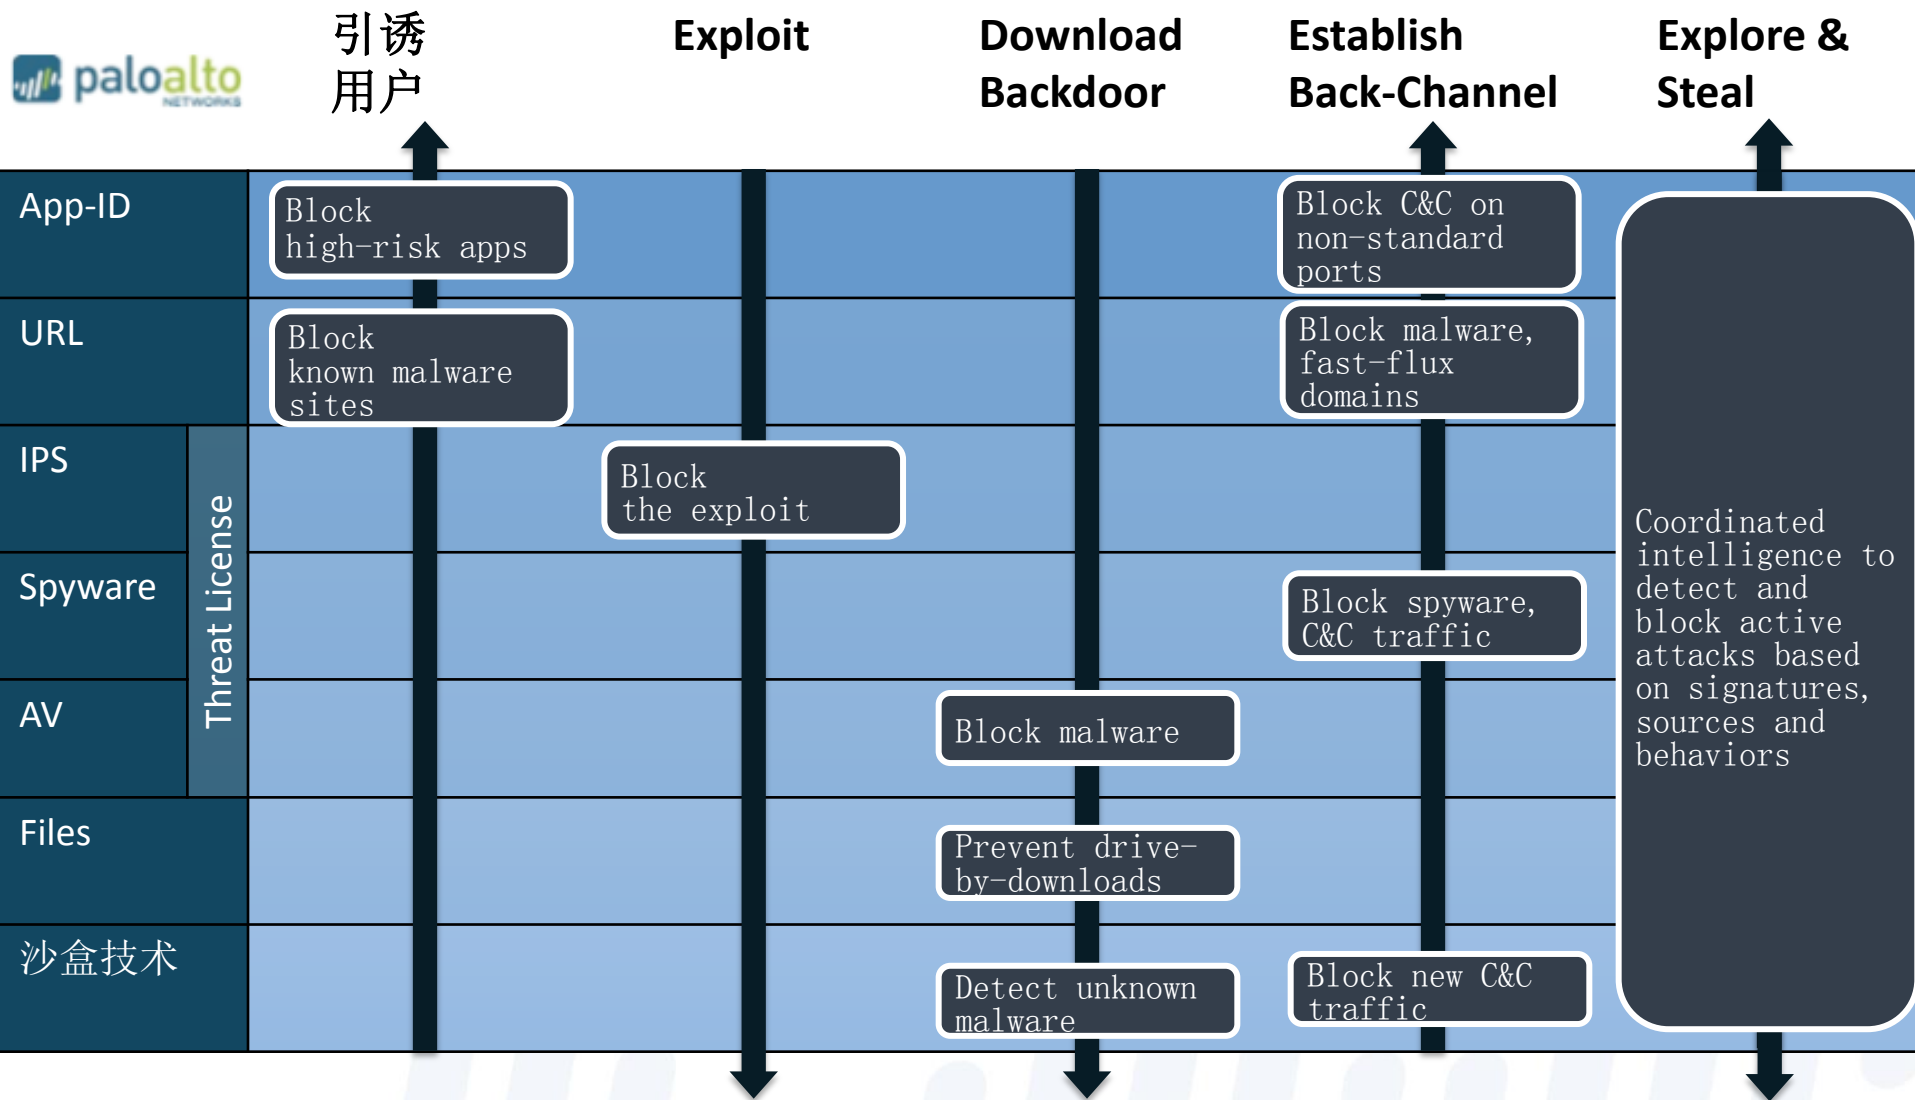 paloalto
NETWORKS
引诱
用户
Exploit
Download
Backdoor
Establish
Back-Channel
Explore &
Steal
App-ID
Block
high-risk apps
Block C&C on
non-standard
ports
URL
Block
known malware
sites
Block malware,
fast-flux
domains
IPS
Threat License
Block
the exploit
Spyware
Block spyware,
C&C traffic
AV
Block malware
Files
Prevent drive-
by-downloads
沙盒技术
Detect unknown
malware
Block new C&C
traffic
Coordinated
intelligence to
detect and
block active
attacks based
on signatures,
sources and
behaviors